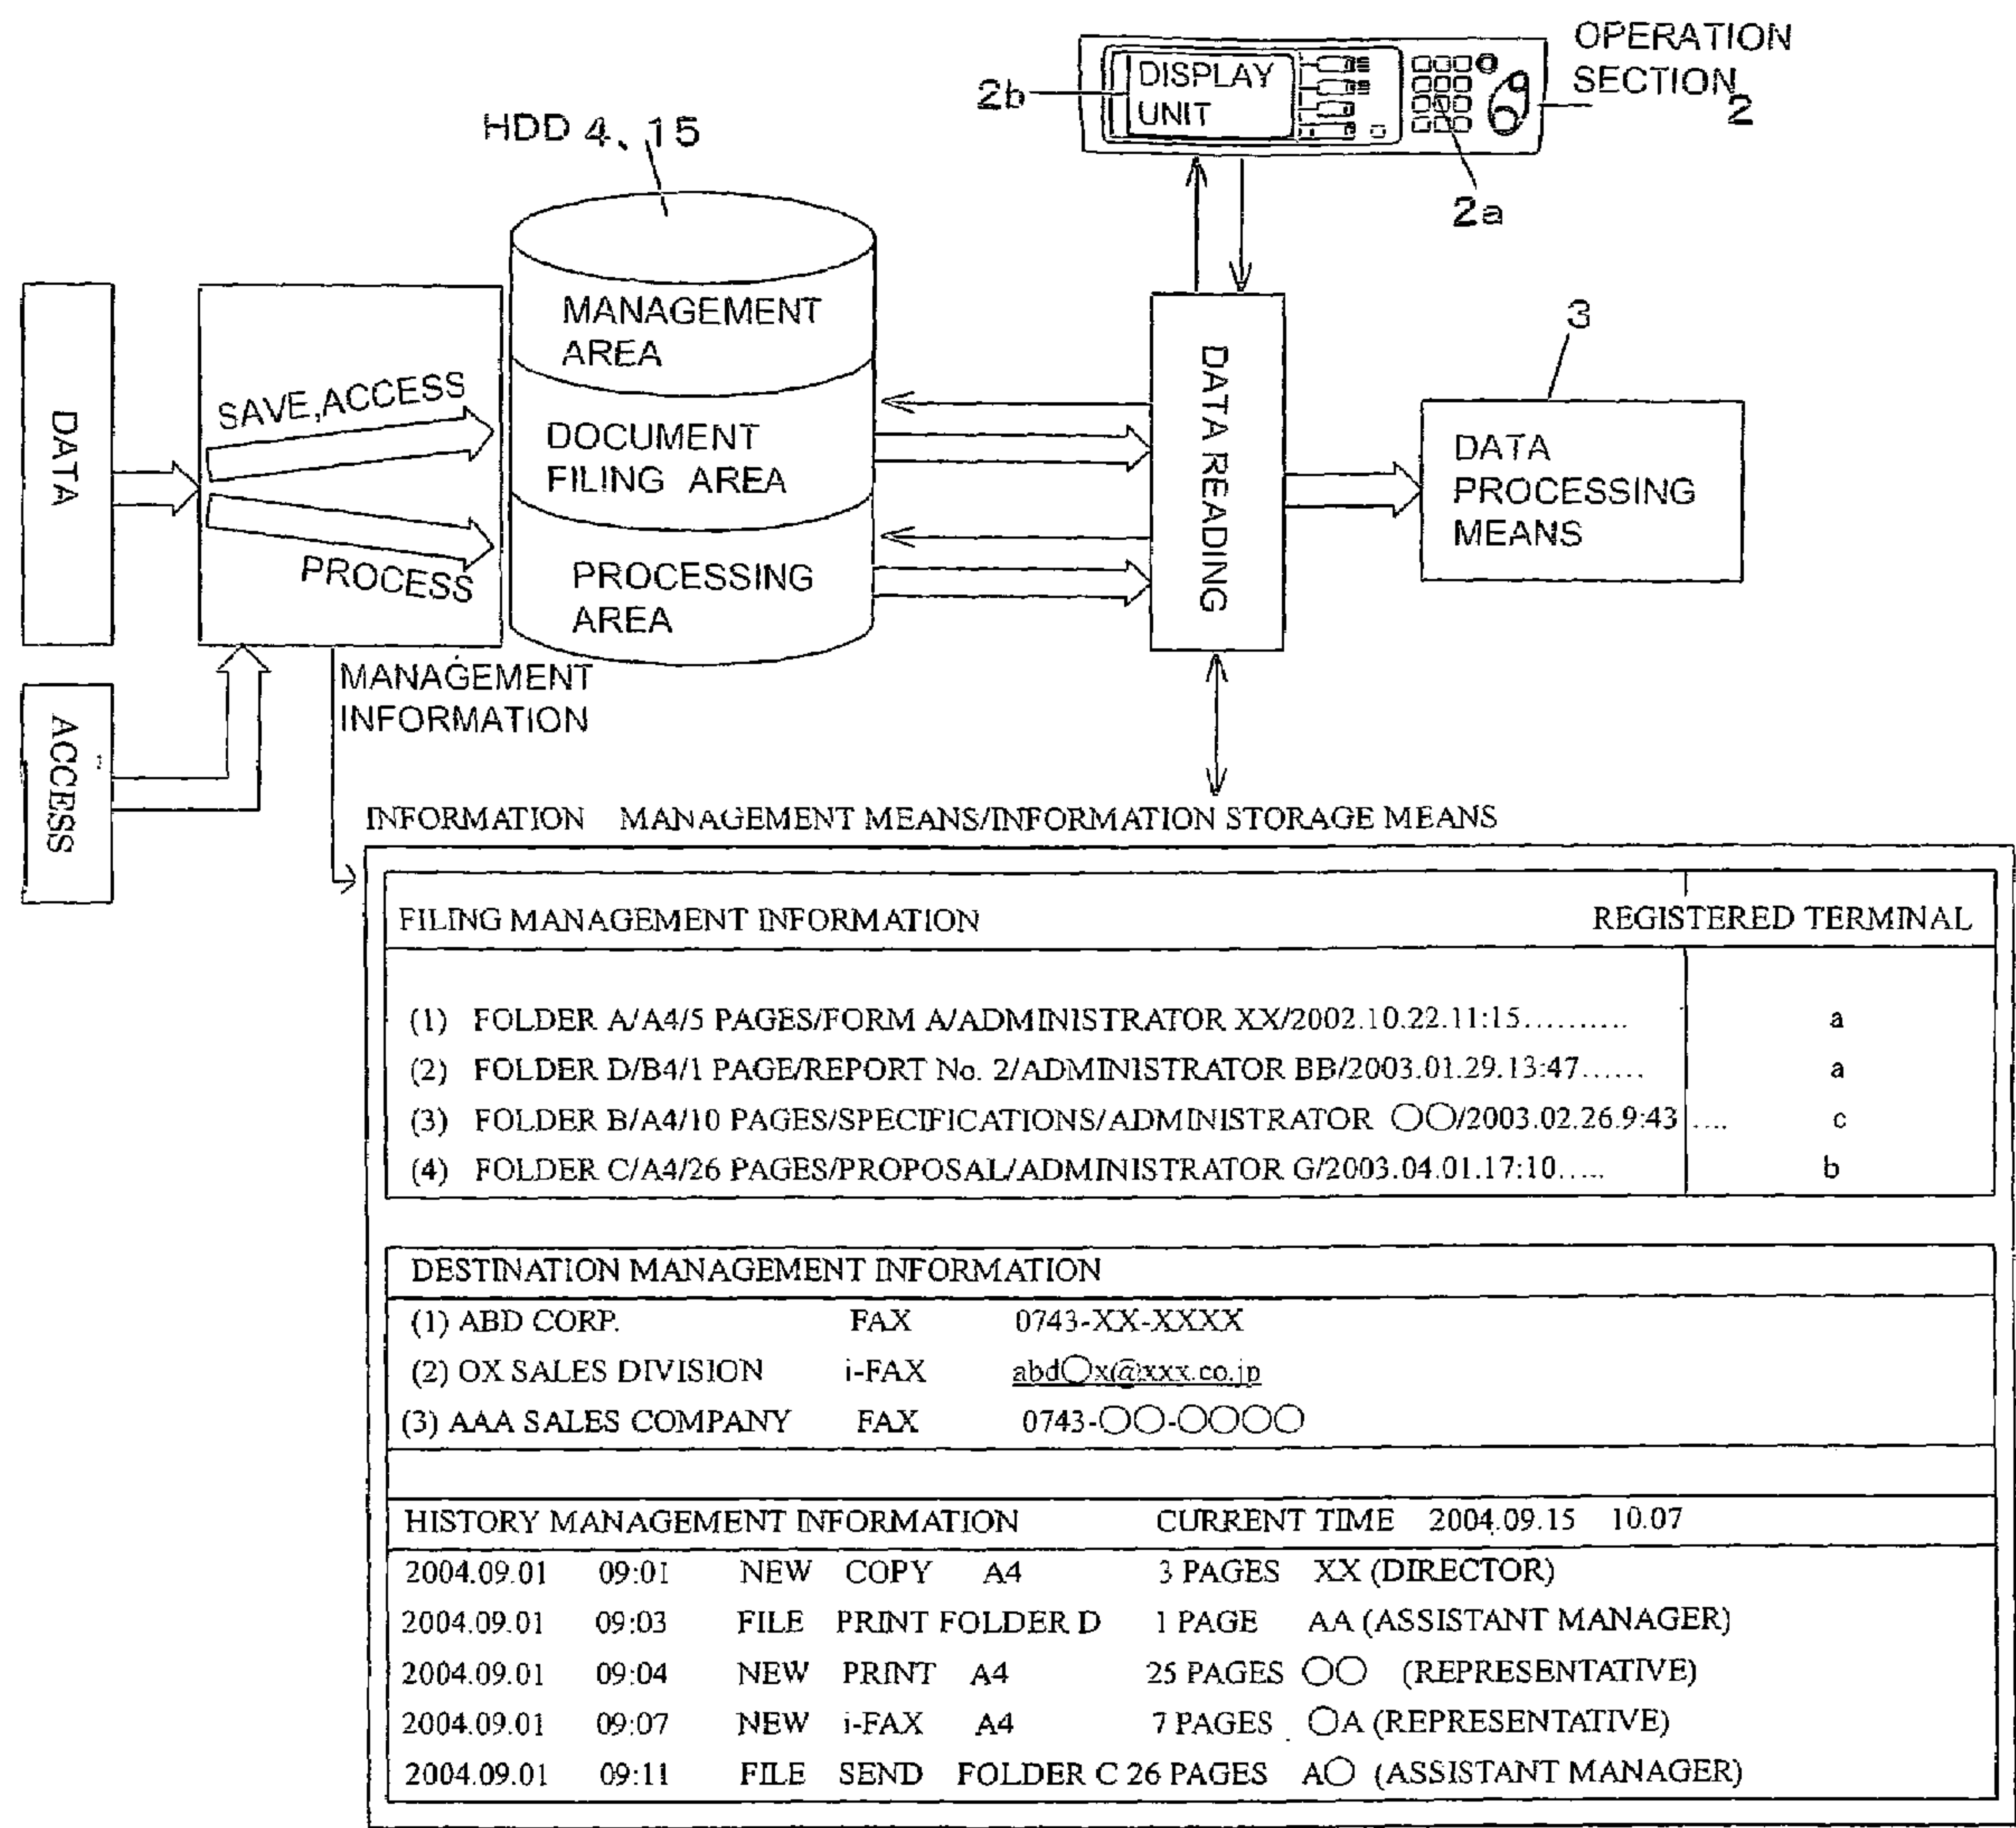 OPERATION
SECTION
2
2b
DISPLAY
UNIT
2a
HDD 4、15
MANAGEMENT
AREA
DOCUMENT
FILING AREA
PROCESSING
AREA
DATA
SAVE,ACCESS
PROCESS
ACCESS
MANAGEMENT
INFORMATION
DATA READING
3
DATA
PROCESSING
MEANS
INFORMATION MANAGEMENT MEANS/INFORMATION STORAGE MEANS
FILING MANAGEMENT INFORMATION REGISTERED TERMINAL
(1) FOLDER A/A4/5 PAGES/FORM A/ADMINISTRATOR XX/2002.10.22.11:15.......... a
(2) FOLDER D/B4/1 PAGE/REPORT No. 2/ADMINISTRATOR BB/2003.01.29.13:47...... a
(3) FOLDER B/A4/10 PAGES/SPECIFICATIONS/ADMINISTRATOR ○○/2003.02.26.9:43 .... c
(4) FOLDER C/A4/26 PAGES/PROPOSAL/ADMINISTRATOR G/2003.04.01.17:10..... b
DESTINATION MANAGEMENT INFORMATION
(1) ABD CORP. FAX 0743-XX-XXXX
(2) OX SALES DIVISION i-FAX abd○x@xxx.co.jp
(3) AAA SALES COMPANY FAX 0743-○○-○○○○
HISTORY MANAGEMENT INFORMATION CURRENT TIME 2004.09.15 10.07
2004.09.01 09:01 NEW COPY A4 3 PAGES XX (DIRECTOR)
2004.09.01 09:03 FILE PRINT FOLDER D 1 PAGE AA (ASSISTANT MANAGER)
2004.09.01 09:04 NEW PRINT A4 25 PAGES ○○ (REPRESENTATIVE)
2004.09.01 09:07 NEW i-FAX A4 7 PAGES ○A (REPRESENTATIVE)
2004.09.01 09:11 FILE SEND FOLDER C 26 PAGES A○ (ASSISTANT MANAGER)